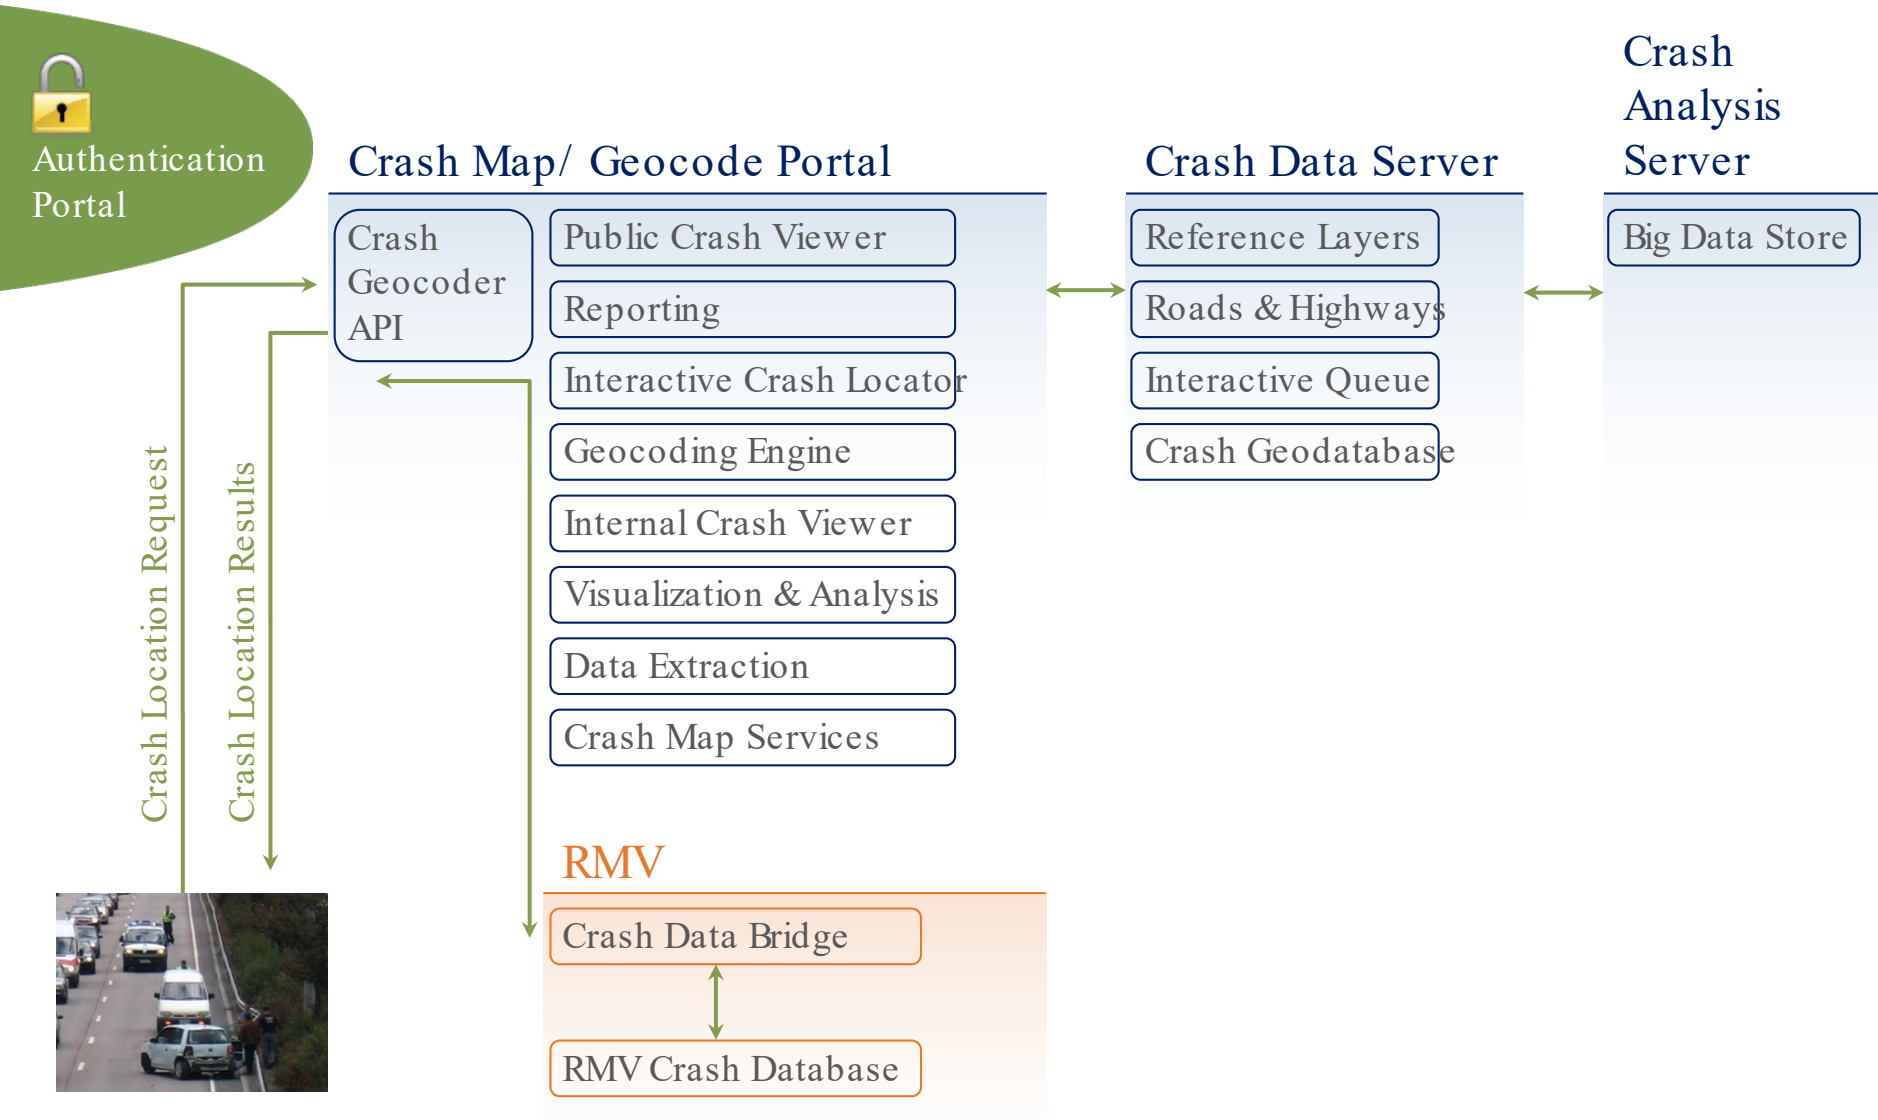 Authentication
Portal
Crash Map/ Geocode Portal
Crash
Geocoder
API
Public Crash Viewer
Reporting
Interactive Crash Locator
Geocoding Engine
Internal Crash Viewer
Visualization & Analysis
Data Extraction
Crash Map Services
Crash Data Server
Reference Layers
Roads & Highways
Interactive Queue
Crash Geodatabase
Crash
Analysis
Server
Big Data Store
Crash Location Request
Crash Location Results
RMV
Crash Data Bridge
RMV Crash Database